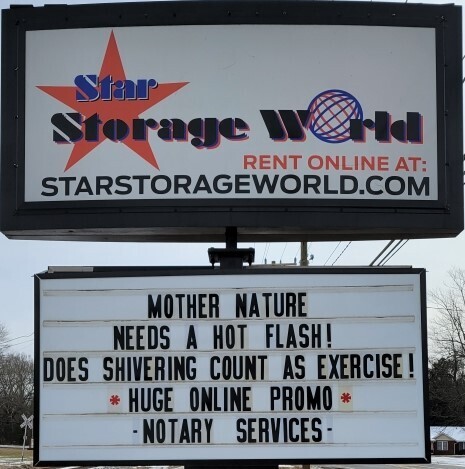 Star
Storage World
RENT ONLINE AT:
STARSTORAGEWORLD.COM
MOTHER NATURE
NEEDS A HOT FLASH!
DOES SHIVERING COUNT AS EXERCISE!
* HUGE ONLINE PROMO *
- NOTARY SERVICES -